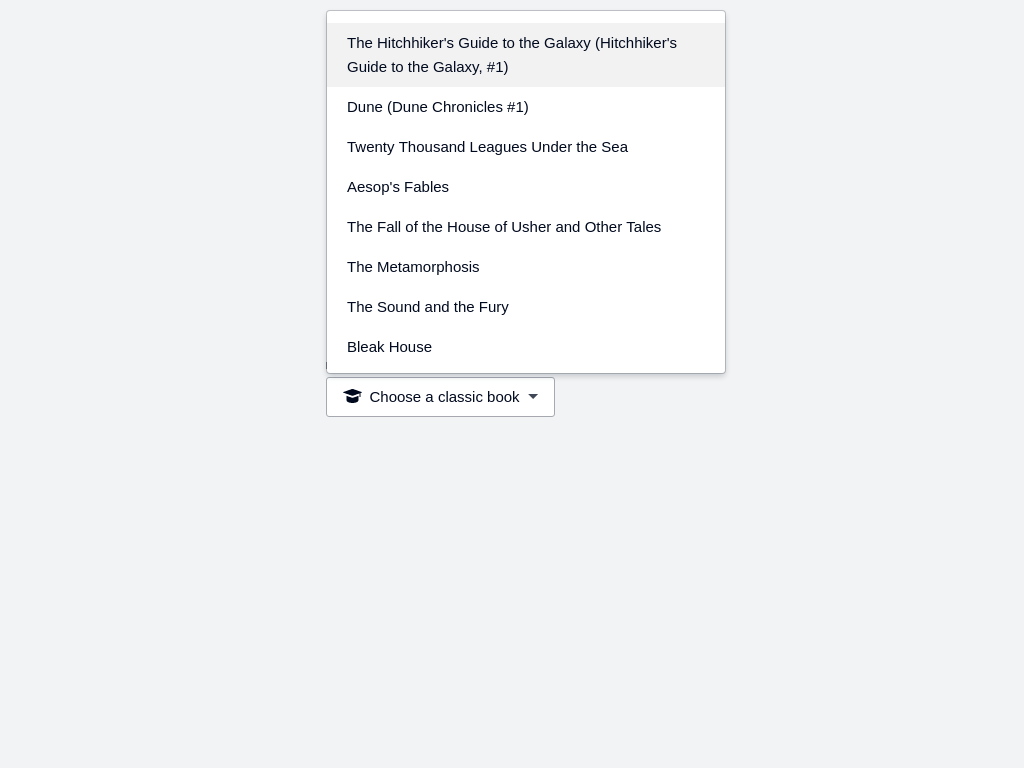 The Hitchhiker's Guide to the Galaxy (Hitchhiker's
Guide to the Galaxy, #1)
Dune (Dune Chronicles #1)
Twenty Thousand Leagues Under the Sea
Aesop's Fables
The Fall of the House of Usher and Other Tales
The Metamorphosis
The Sound and the Fury
Bleak House
Choose a classic book